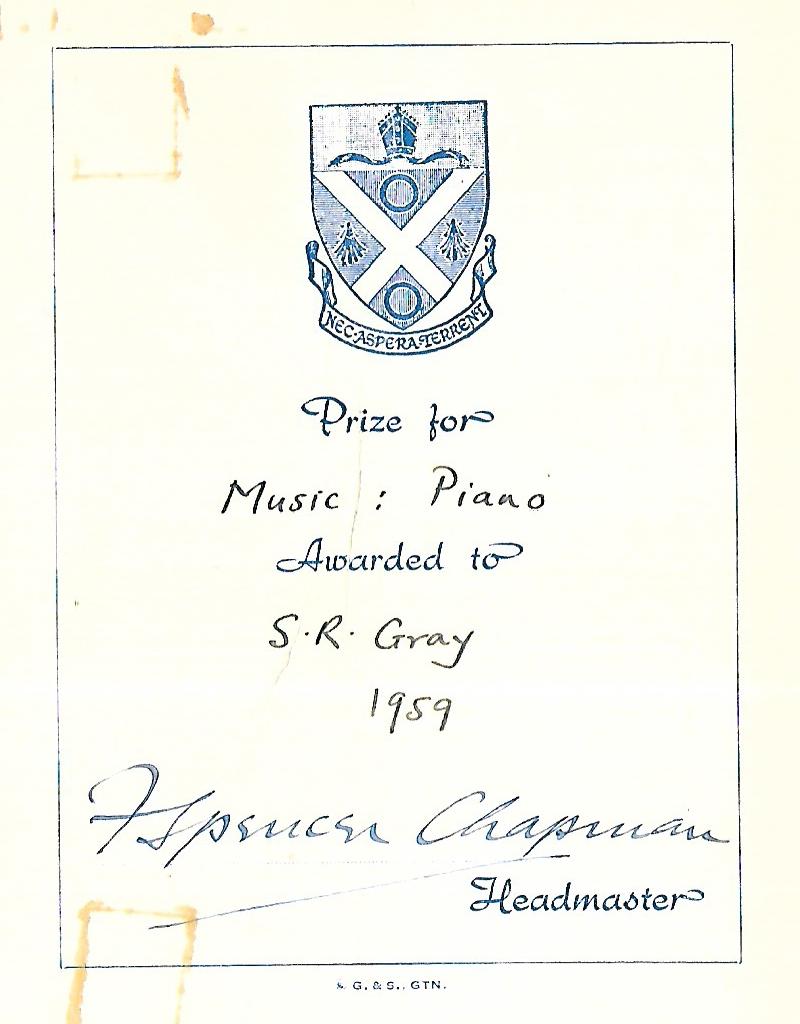 NEC·ASPERA·TERRENT
Prize for
Music : Piano
Awarded to
S.R. Gray
1959
F Spencer Chapman
Headmaster
G. & S., GTN.